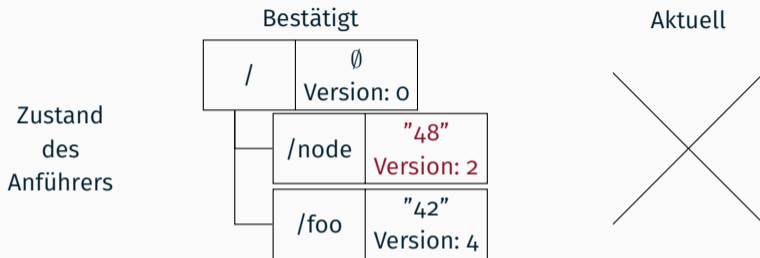 Bestätigt
Aktuell
/
∅
Version: 0
Zustand
des
Anführers
/node
”48”
Version: 2
/foo
”42”
Version: 4